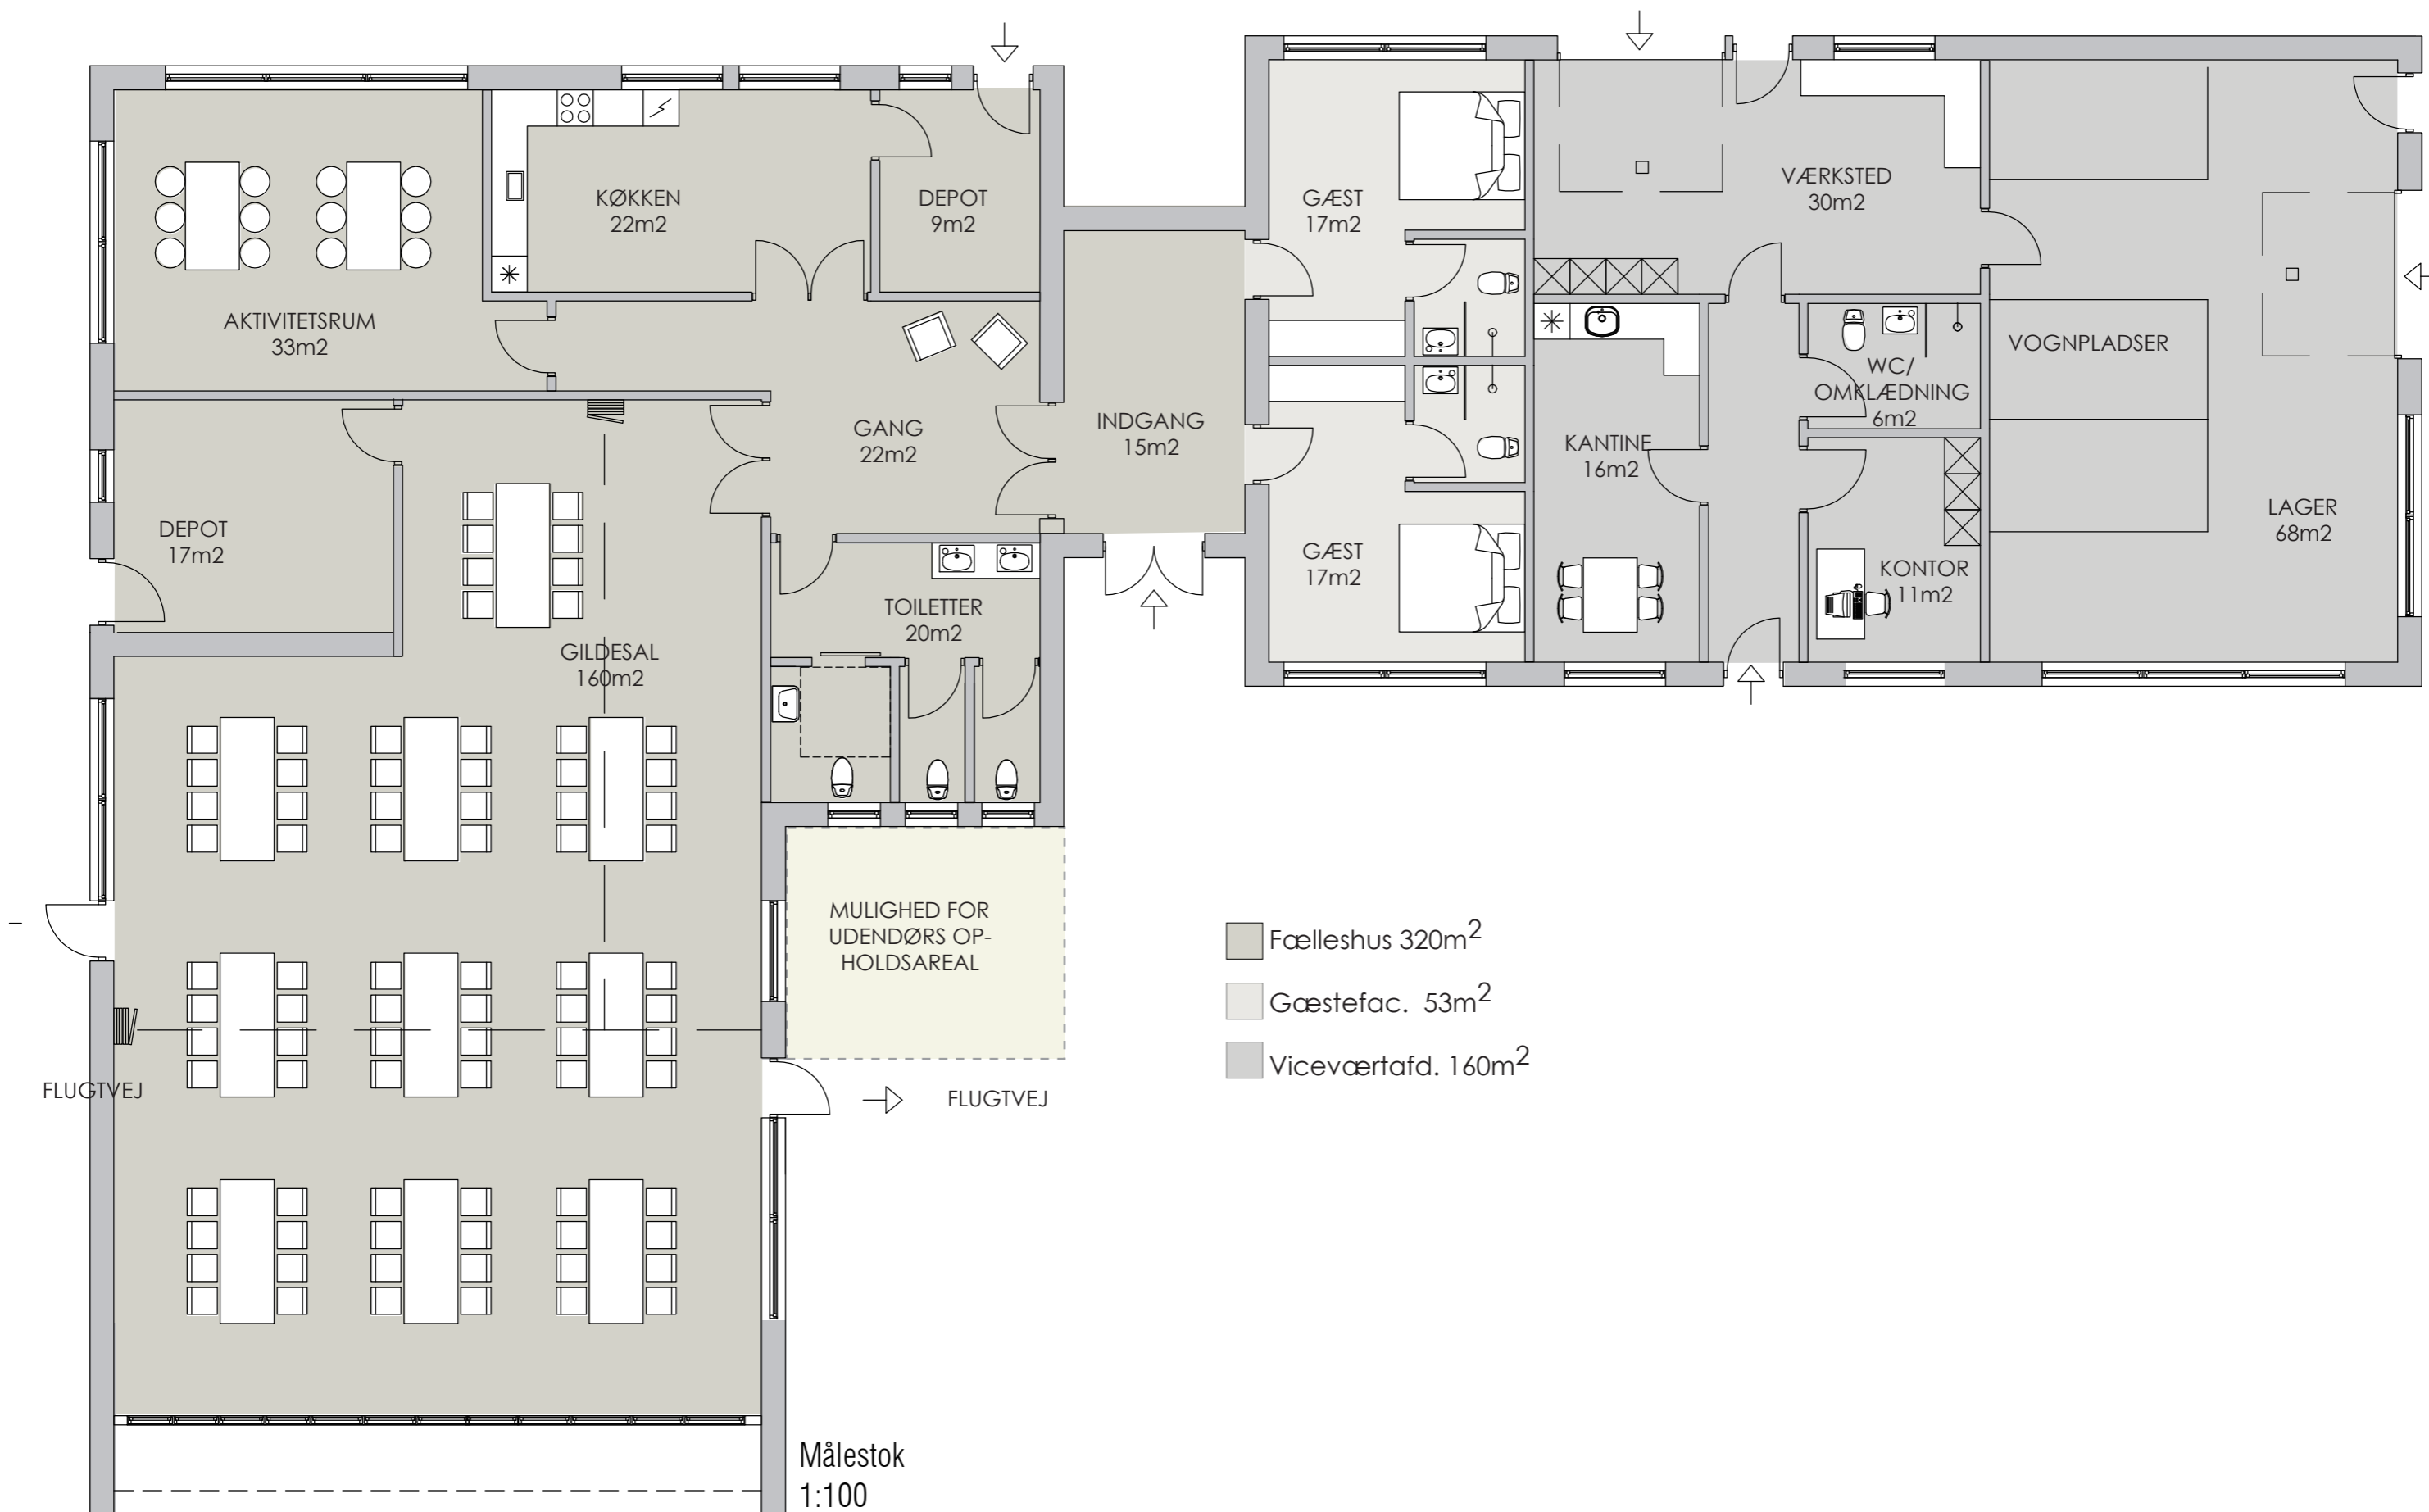 KØKKEN
22m2
DEPOT
9m2
AKTIVITETSRUM
33m2
GANG
22m2
INDGANG
15m2
DEPOT
17m2
GILDESAL
160m2
TOILETTER
20m2
GÆST
17m2
GÆST
17m2
VÆRKSTED
30m2
KANTINE
16m2
WC/
OMKLÆDNING
6m2
KONTOR
11m2
VOGNPLADSER
LAGER
68m2
MULIGHED FOR
UDENDØRS OP-
HOLDSAREAL
FLUGTVEJ
FLUGTVEJ
Fælleshus 320m²
Gæstefac. 53m²
Viceværtafd. 160m²
Målestok
1:100